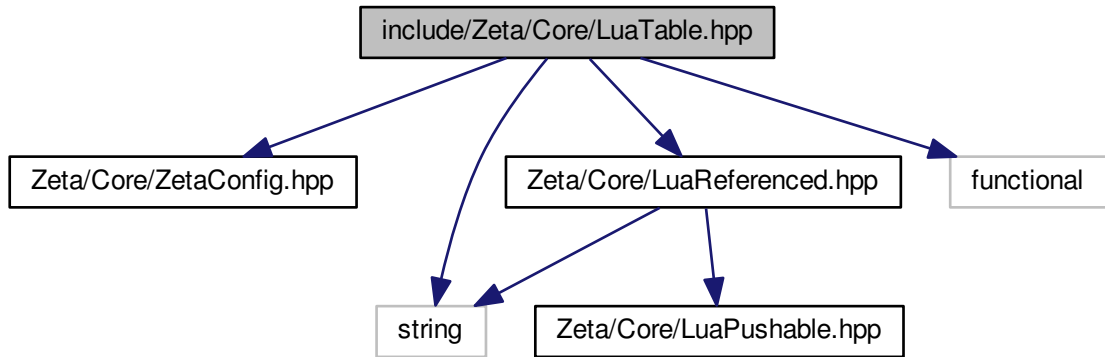 include/Zeta/Core/LuaTable.hpp
Zeta/Core/ZetaConfig.hpp
Zeta/Core/LuaReferenced.hpp
functional
string
Zeta/Core/LuaPushable.hpp